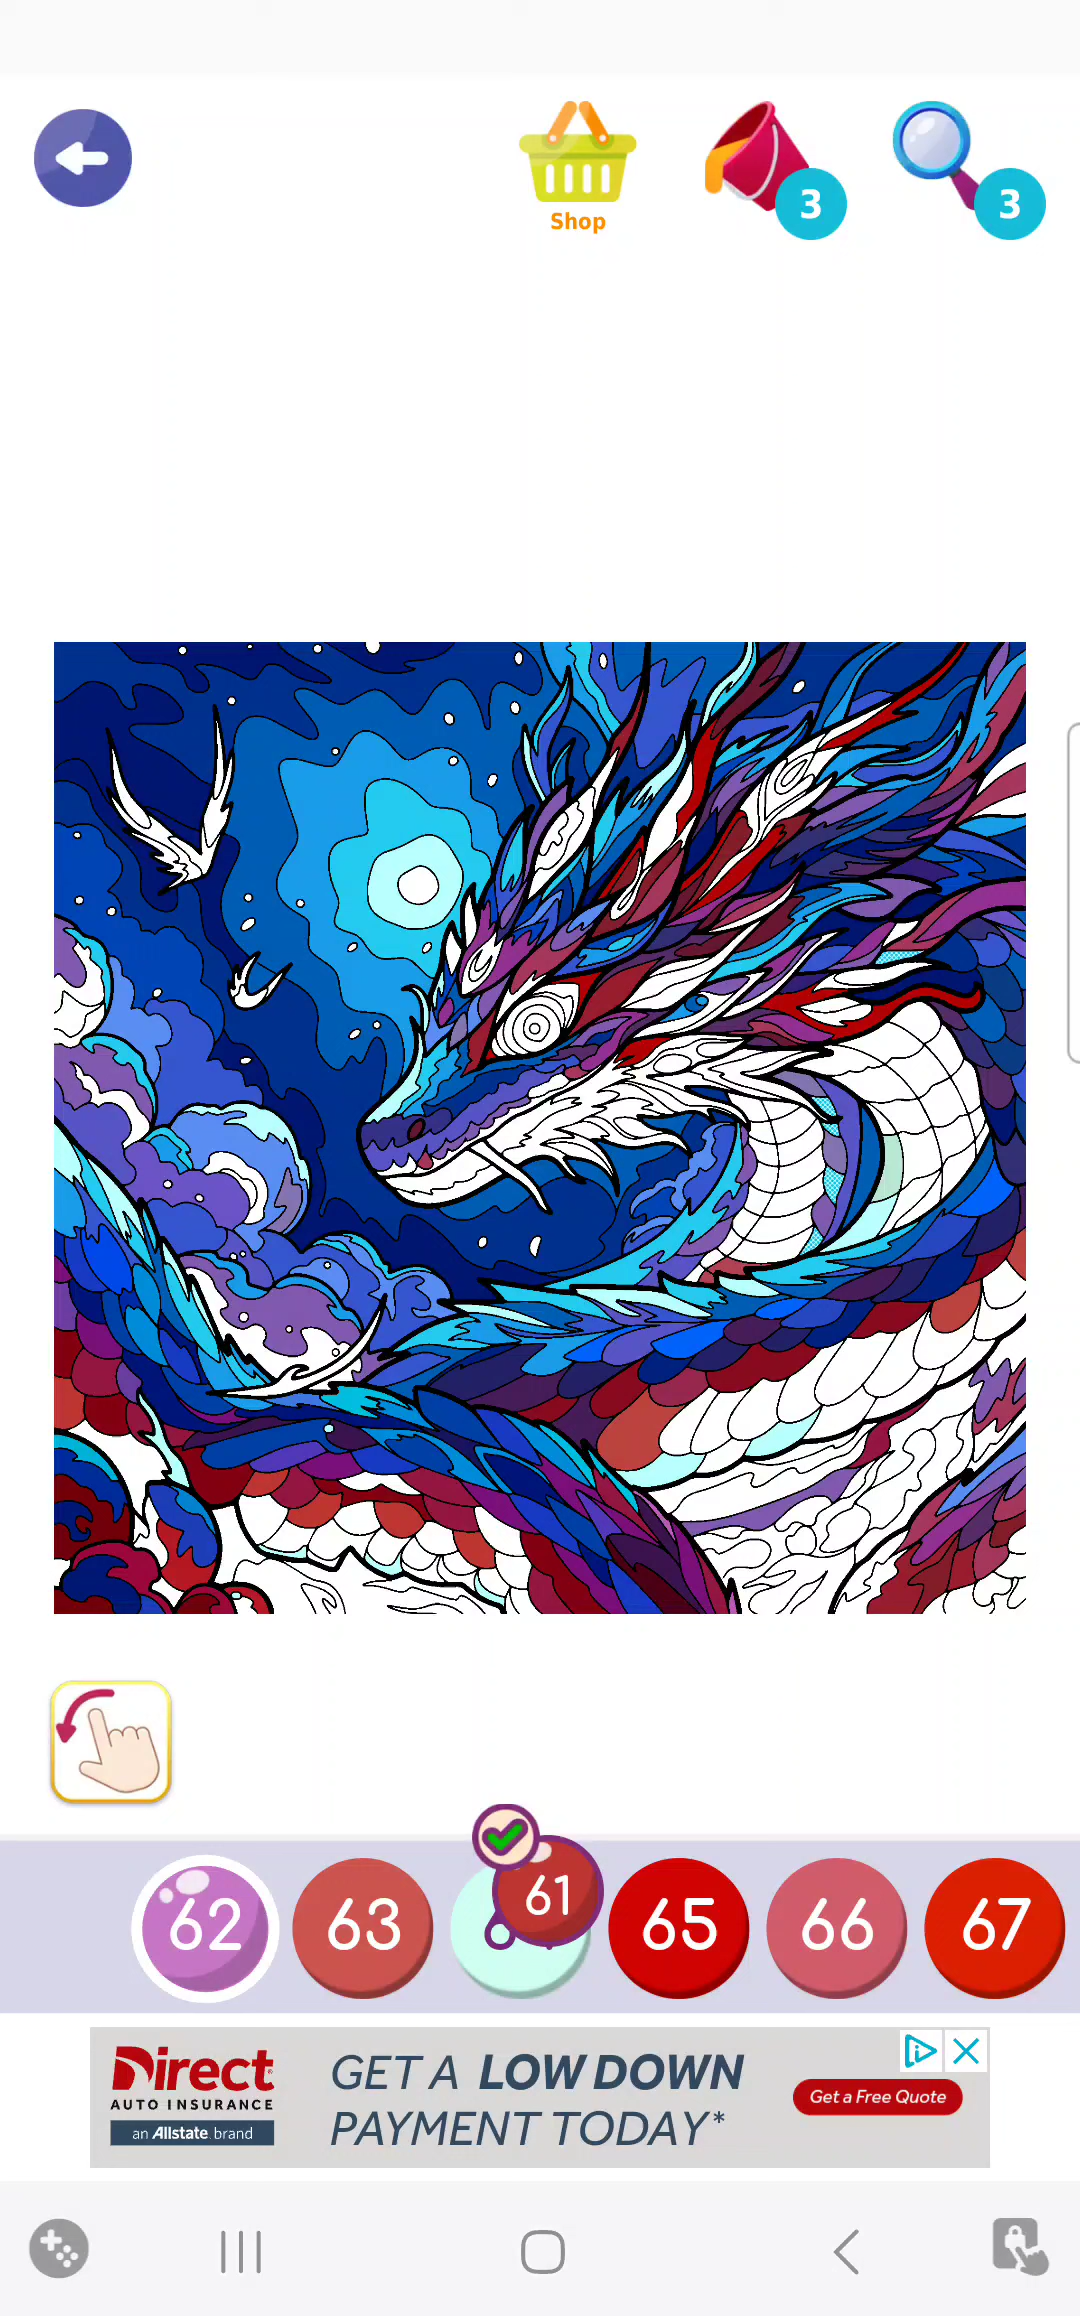 Shop
3
3
62
63
61
65
66
67
Direct
AUTO INSURANCE
an Allstate brand
GET A LOW DOWN
PAYMENT TODAY*
Get a Free Quote